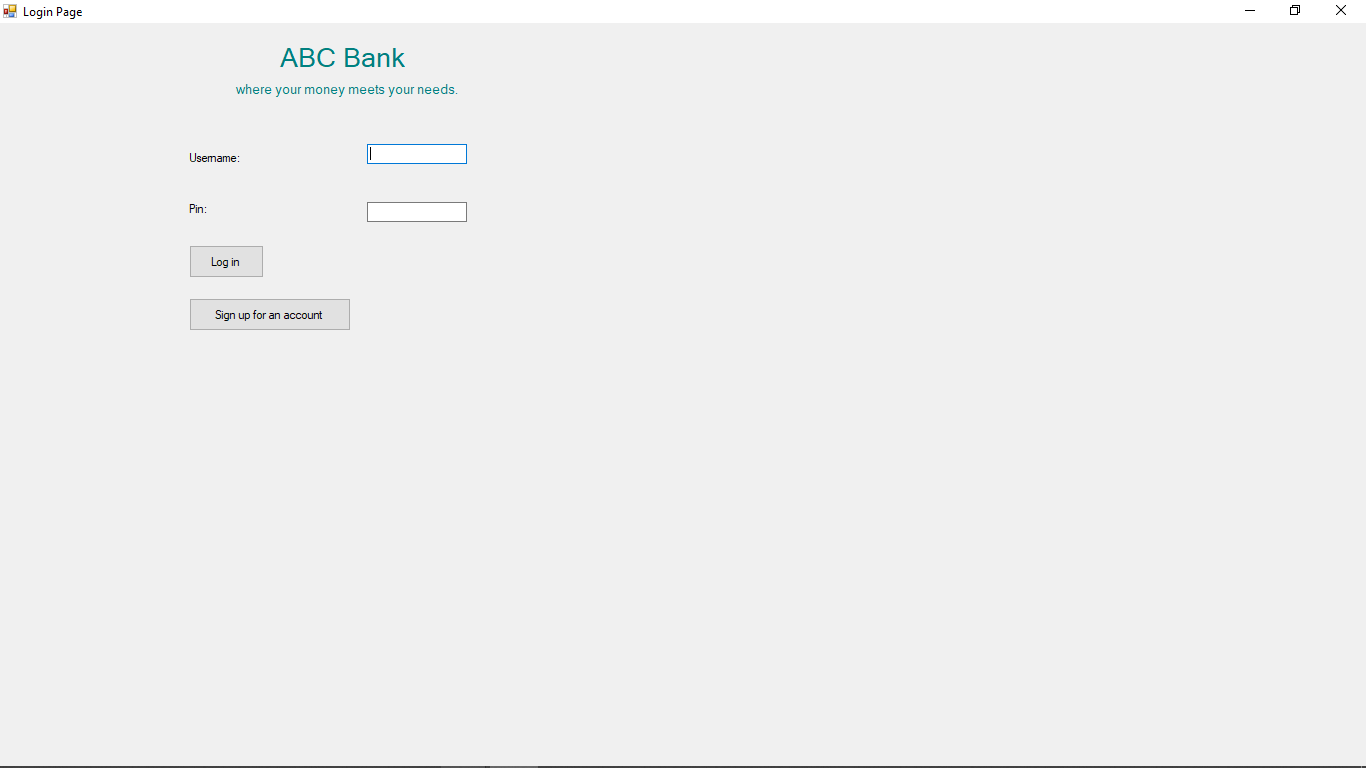 Login Page
ABC Bank
where your money meets your needs.
Username:
Pin:
Log in
Sign up for an account